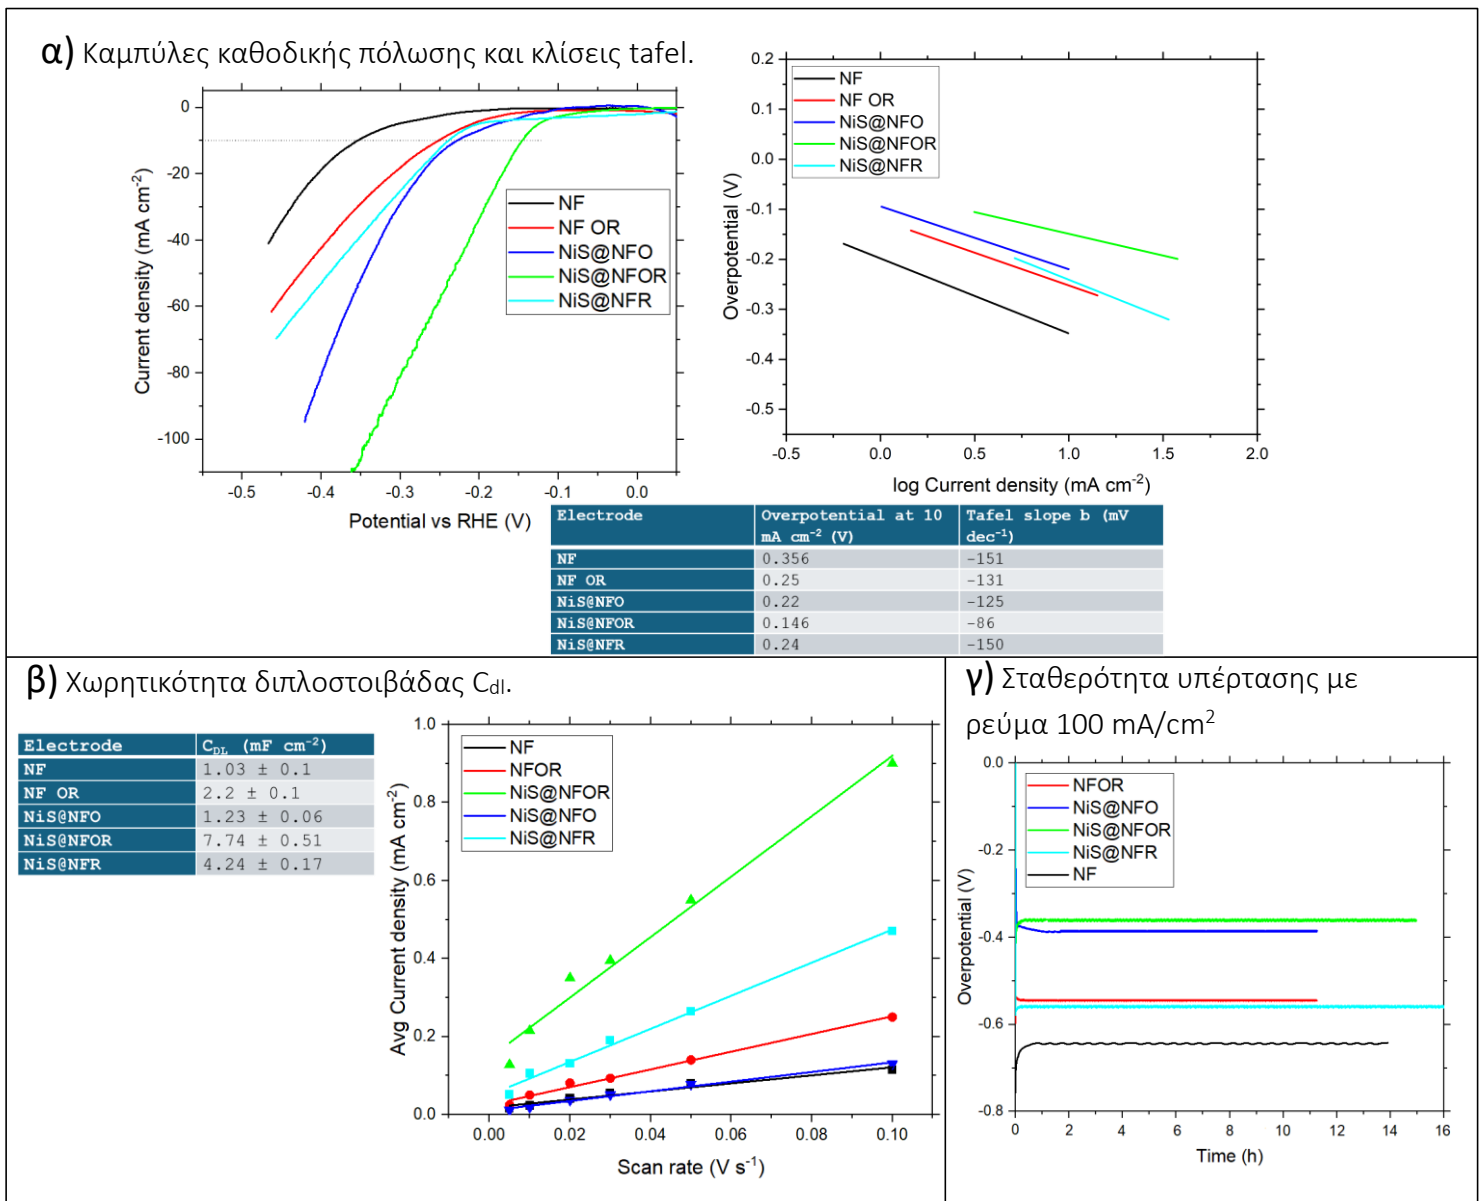 α) Καμπύλες καθοδικής πόλωσης και κλίσεις tafel.
0
-20
-40
-60
-80
-100
-0.5
-0.4
-0.3
-0.2
-0.1
0.0
Current density (mA cm⁻²)
Potential vs RHE (V)
NF
NF OR
NiS@NFO
NiS@NFOR
NiS@NFR
0.2
0.1
0.0
-0.1
-0.2
-0.3
-0.4
-0.5
-0.5
0.0
0.5
1.0
1.5
2.0
Overpotential (V)
log Current density (mA cm⁻²)
NF
NF OR
NiS@NFO
NiS@NFOR
NiS@NFR
Electrode Overpotential at 10 mA cm⁻² (V) Tafel slope b (mV dec⁻¹)
NF 0.356 -151
NF OR 0.25 -131
NiS@NFO 0.22 -125
NiS@NFOR 0.146 -86
NiS@NFR 0.24 -150
β) Χωρητικότητα διπλοστοιβάδας Cdl.
Electrode CDL (mF cm⁻²)
NF 1.03 ± 0.1
NF OR 2.2 ± 0.1
NiS@NFO 1.23 ± 0.06
NiS@NFOR 7.74 ± 0.51
NiS@NFR 4.24 ± 0.17
1.0
0.8
0.6
0.4
0.2
0.0
0.00
0.02
0.04
0.06
0.08
0.10
Avg Current density (mA cm⁻²)
Scan rate (V s⁻¹)
NF
NFOR
NiS@NFOR
NiS@NFO
NiS@NFR
γ) Σταθερότητα υπέρτασης με
ρεύμα 100 mA/cm²
0.0
-0.2
-0.4
-0.6
-0.8
0
2
4
6
8
10
12
14
16
Overpotential (V)
Time (h)
NFOR
NiS@NFO
NiS@NFOR
NiS@NFR
NF